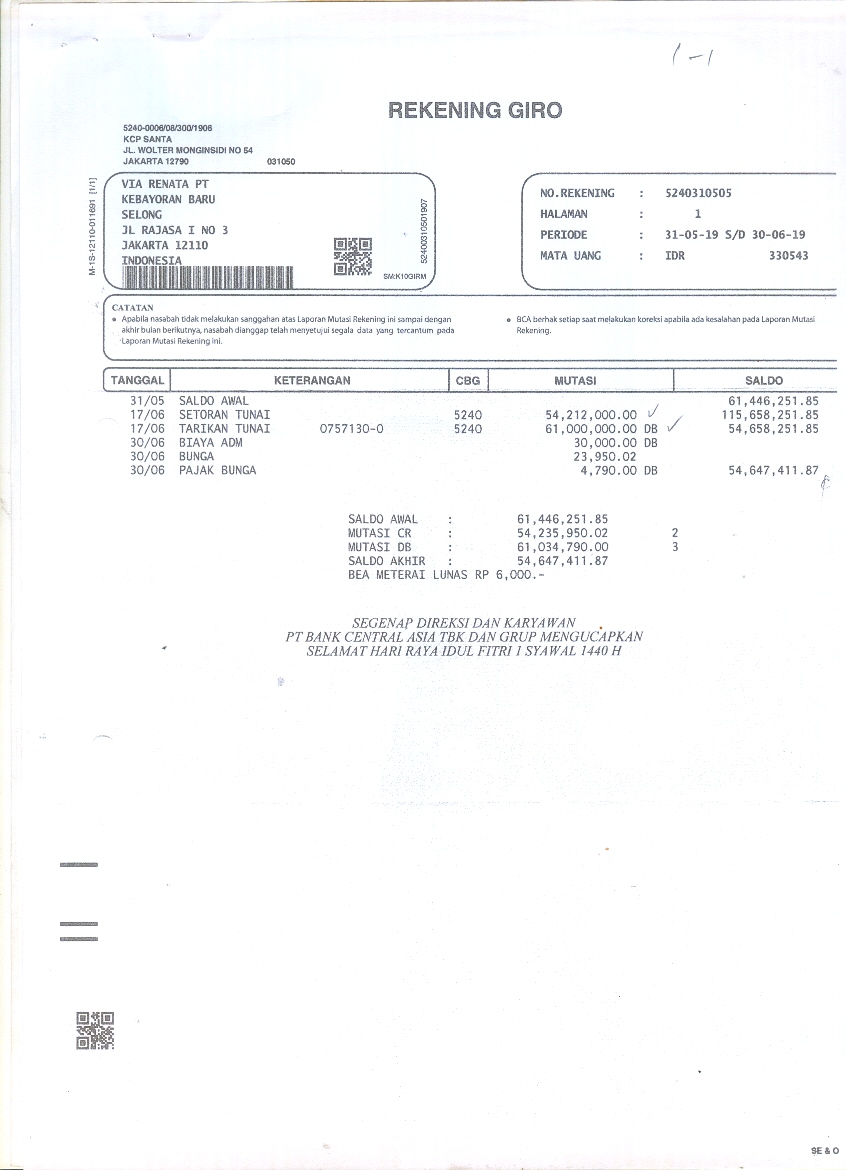 1-1
REKENING GIRO
5240-0006/08/300/1906
KCP SANTA
JL. WOLTER MONGINSIDI NO 54
JAKARTA 12790 031050
M-1S-12110-011691 [1/1]
VIA RENATA PT
KEBAYORAN BARU
SELONG
JL RAJASA I NO 3
JAKARTA 12110
INDONESIA
52400310501907
SM:K10GIRM
NO.REKENING : 5240310505
HALAMAN : 1
PERIODE : 31-05-19 S/D 30-06-19
MATA UANG : IDR 330543
CATATAN
• Apabila nasabah tidak melakukan sanggahan atas Laporan Mutasi Rekening ini sampai dengan
akhir bulan berikutnya, nasabah dianggap telah menyetujui segala data yang tercantum pada
Laporan Mutasi Rekening ini.
• BCA berhak setiap saat melakukan koreksi apabila ada kesalahan pada Laporan Mutasi
Rekening.
TANGGAL KETERANGAN CBG MUTASI SALDO
31/05 SALDO AWAL 61,446,251.85
17/06 SETORAN TUNAI 5240 54,212,000.00 115,658,251.85
17/06 TARIKAN TUNAI 0757130-0 5240 61,000,000.00 DB 54,658,251.85
30/06 BIAYA ADM 30,000.00 DB
30/06 BUNGA 23,950.02
30/06 PAJAK BUNGA 4,790.00 DB 54,647,411.87
SALDO AWAL : 61,446,251.85
MUTASI CR : 54,235,950.02 2
MUTASI DB : 61,034,790.00 3
SALDO AKHIR : 54,647,411.87
BEA METERAI LUNAS RP 6,000.-
SEGENAP DIREKSI DAN KARYAWAN
PT BANK CENTRAL ASIA TBK DAN GRUP MENGUCAPKAN
SELAMAT HARI RAYA IDUL FITRI 1 SYAWAL 1440 H
SE & O